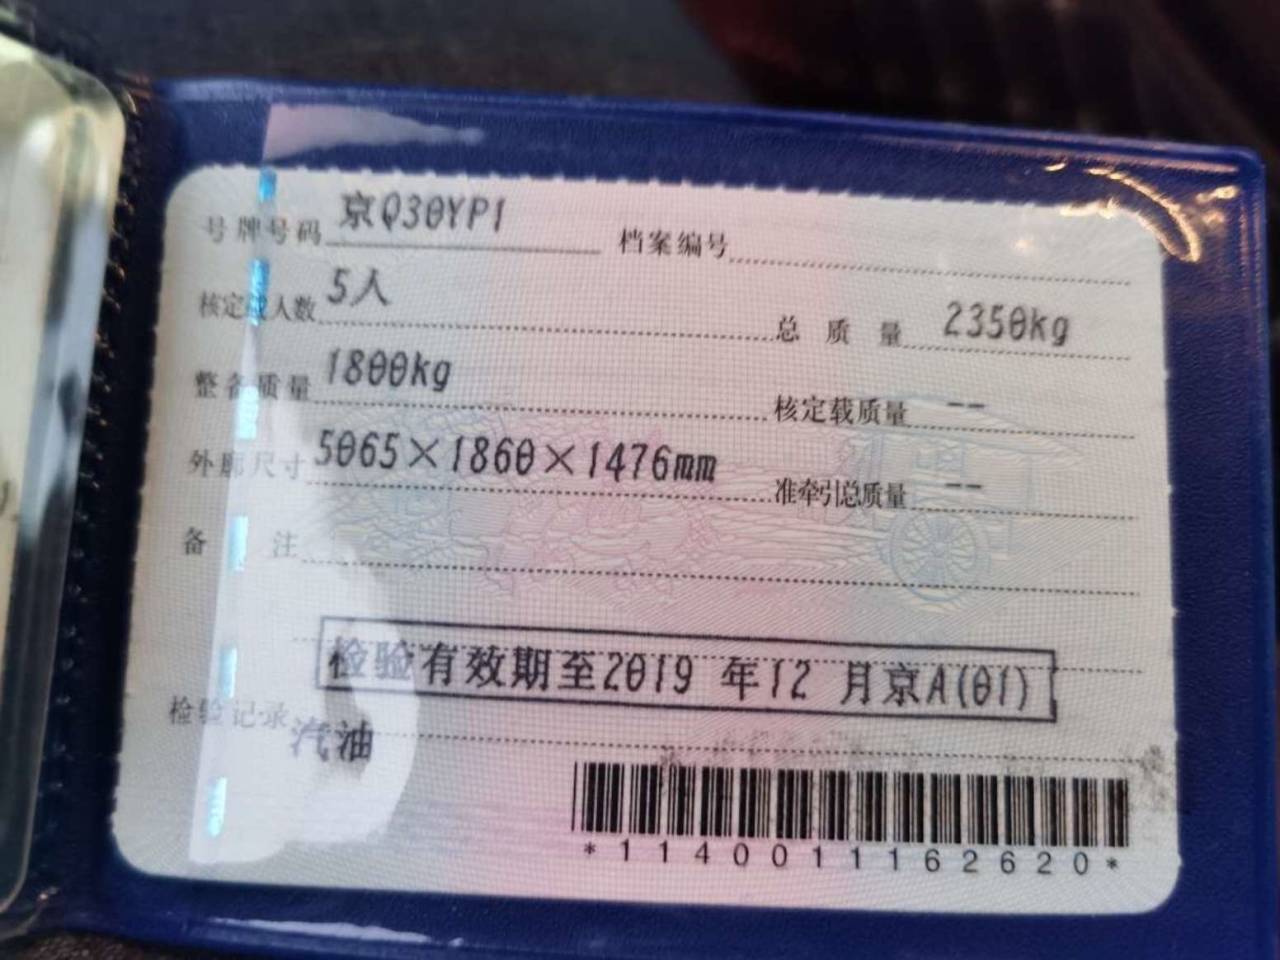 号牌号码 京Q30YP1 档案编号
核定载人数 5人 总质量 2350kg
整备质量 1800kg 核定载质量 --
外廓尺寸 5065×1860×1476mm 准牵引总质量 --
备注
检验有效期至2019年12月京A(01)
检验记录 汽油
*1140011162620*